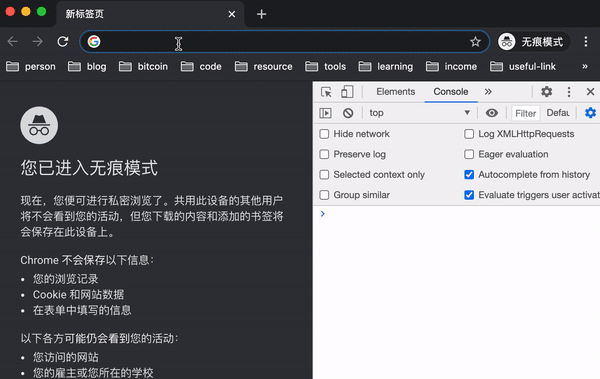 新标签页
无痕模式
person blog bitcoin code resource tools learning income useful-link »
Elements Console »
top Filter Defau
Hide network Log XMLHttpRequests
Preserve log Eager evaluation
Selected context only Autocomplete from history
Group similar Evaluate triggers user activat
您已进入无痕模式
现在，您便可进行私密浏览了。共用此设备的其他用户
将不会看到您的活动，但您下载的内容和添加的书签将
会保存在此设备上。
Chrome 不会保存以下信息：
• 您的浏览记录
• Cookie 和网站数据
• 在表单中填写的信息
以下各方可能仍会看到您的活动：
• 您访问的网站
• 您的雇主或您所在的学校